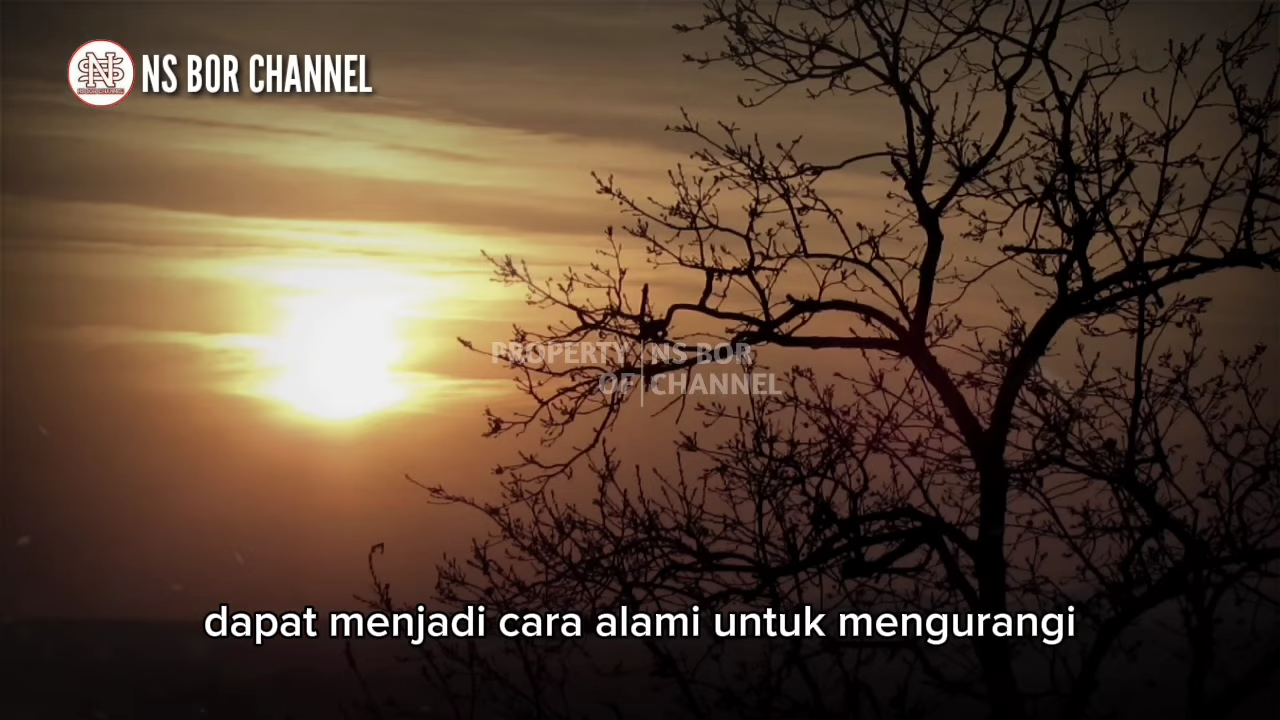 NS BOR CHANNEL
PROPERTY OF
NS BOR CHANNEL
dapat menjadi cara alami untuk mengurangi